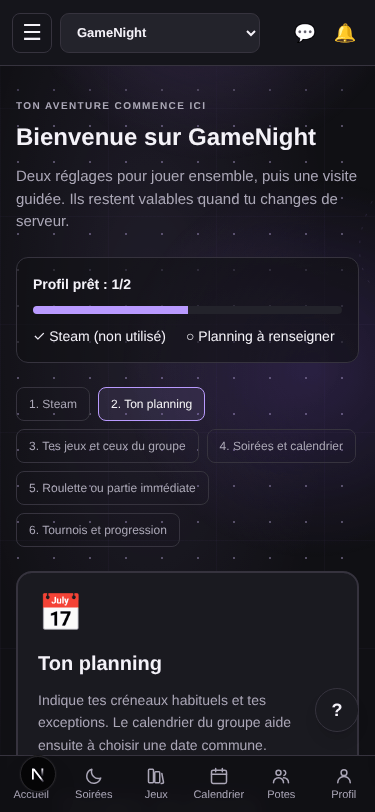 GameNight
TON AVENTURE COMMENCE ICI
Bienvenue sur GameNight
Deux réglages pour jouer ensemble, puis une visite
guidée. Ils restent valables quand tu changes de
serveur.
Profil prêt : 1/2
✓ Steam (non utilisé) ○ Planning à renseigner
1. Steam 2. Ton planning
3. Tes jeux et ceux du groupe 4. Soirées et calendrier
5. Roulette ou partie immédiate
6. Tournois et progression
July
17
Ton planning
Indique tes créneaux habituels et tes
exceptions. Le calendrier du groupe aide
ensuite à choisir une date commune.
?
N
Accueil Soirées Jeux Calendrier Potes Profil